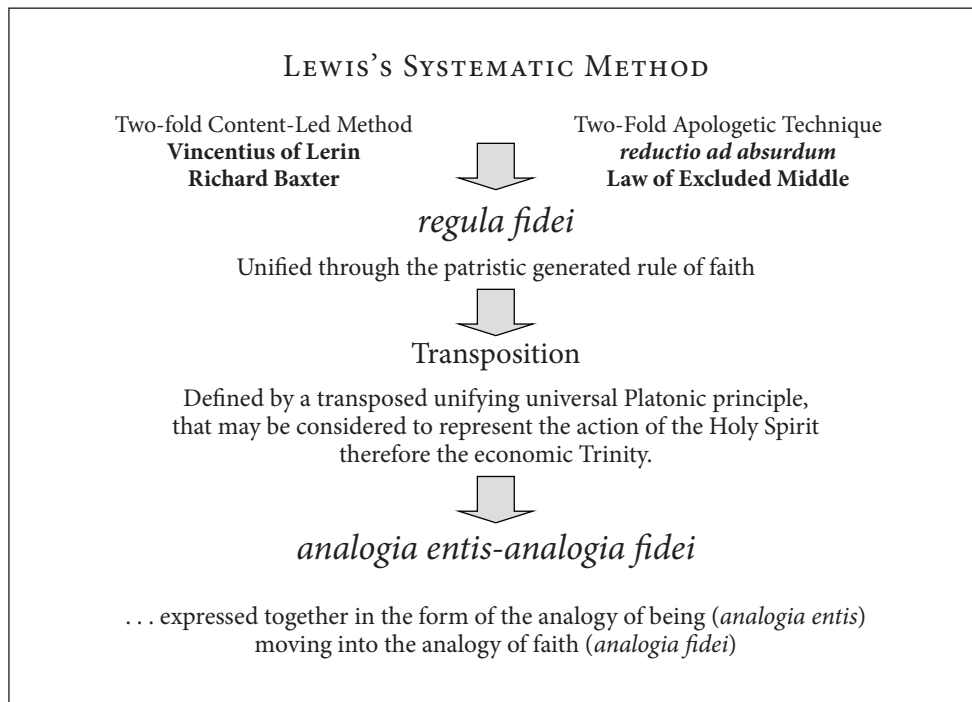 Lewis's Systematic Method
Two-fold Content-Led Method
Vincentius of Lerin
Richard Baxter
Two-Fold Apologetic Technique
reductio ad absurdum
Law of Excluded Middle
regula fidei
Unified through the patristic generated rule of faith
Transposition
Defined by a transposed unifying universal Platonic principle,
that may be considered to represent the action of the Holy Spirit
therefore the economic Trinity.
analogia entis-analogia fidei
. . . expressed together in the form of the analogy of being (analogia entis)
moving into the analogy of faith (analogia fidei)